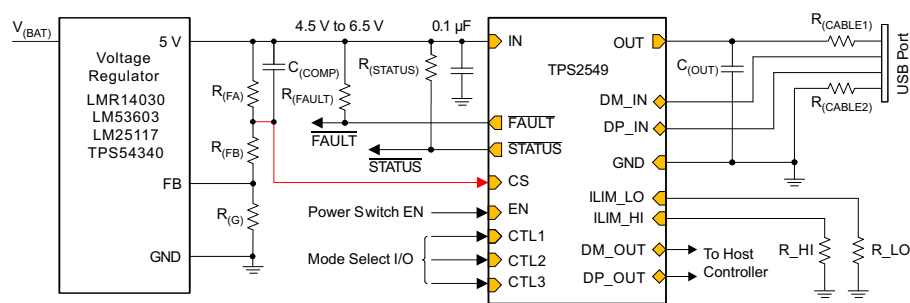 V(BAT)
Voltage
Regulator
LMR14030
LM53603
LM25117
TPS54340
5 V
FB
GND
R(FA)
R(FB)
R(G)
C(COMP)
4.5 V to 6.5 V
R(FAULT)
R(STATUS)
0.1 µF
FAULT
STATUS
Power Switch EN
Mode Select I/O
TPS2549
IN
FAULT
STATUS
CS
EN
CTL1
CTL2
CTL3
OUT
DM_IN
DP_IN
GND
ILIM_LO
ILIM_HI
DM_OUT
DP_OUT
C(OUT)
R(CABLE1)
R(CABLE2)
USB Port
R_HI
R_LO
To Host
Controller